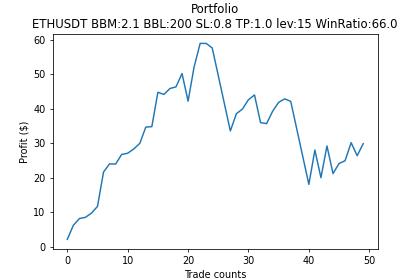 Portfolio
ETHUSDT BBM:2.1 BBL:200 SL:0.8 TP:1.0 lev:15 WinRatio:66.0
60
50
40
30
20
10
0
Profit ($)
0 10 20 30 40 50
Trade counts